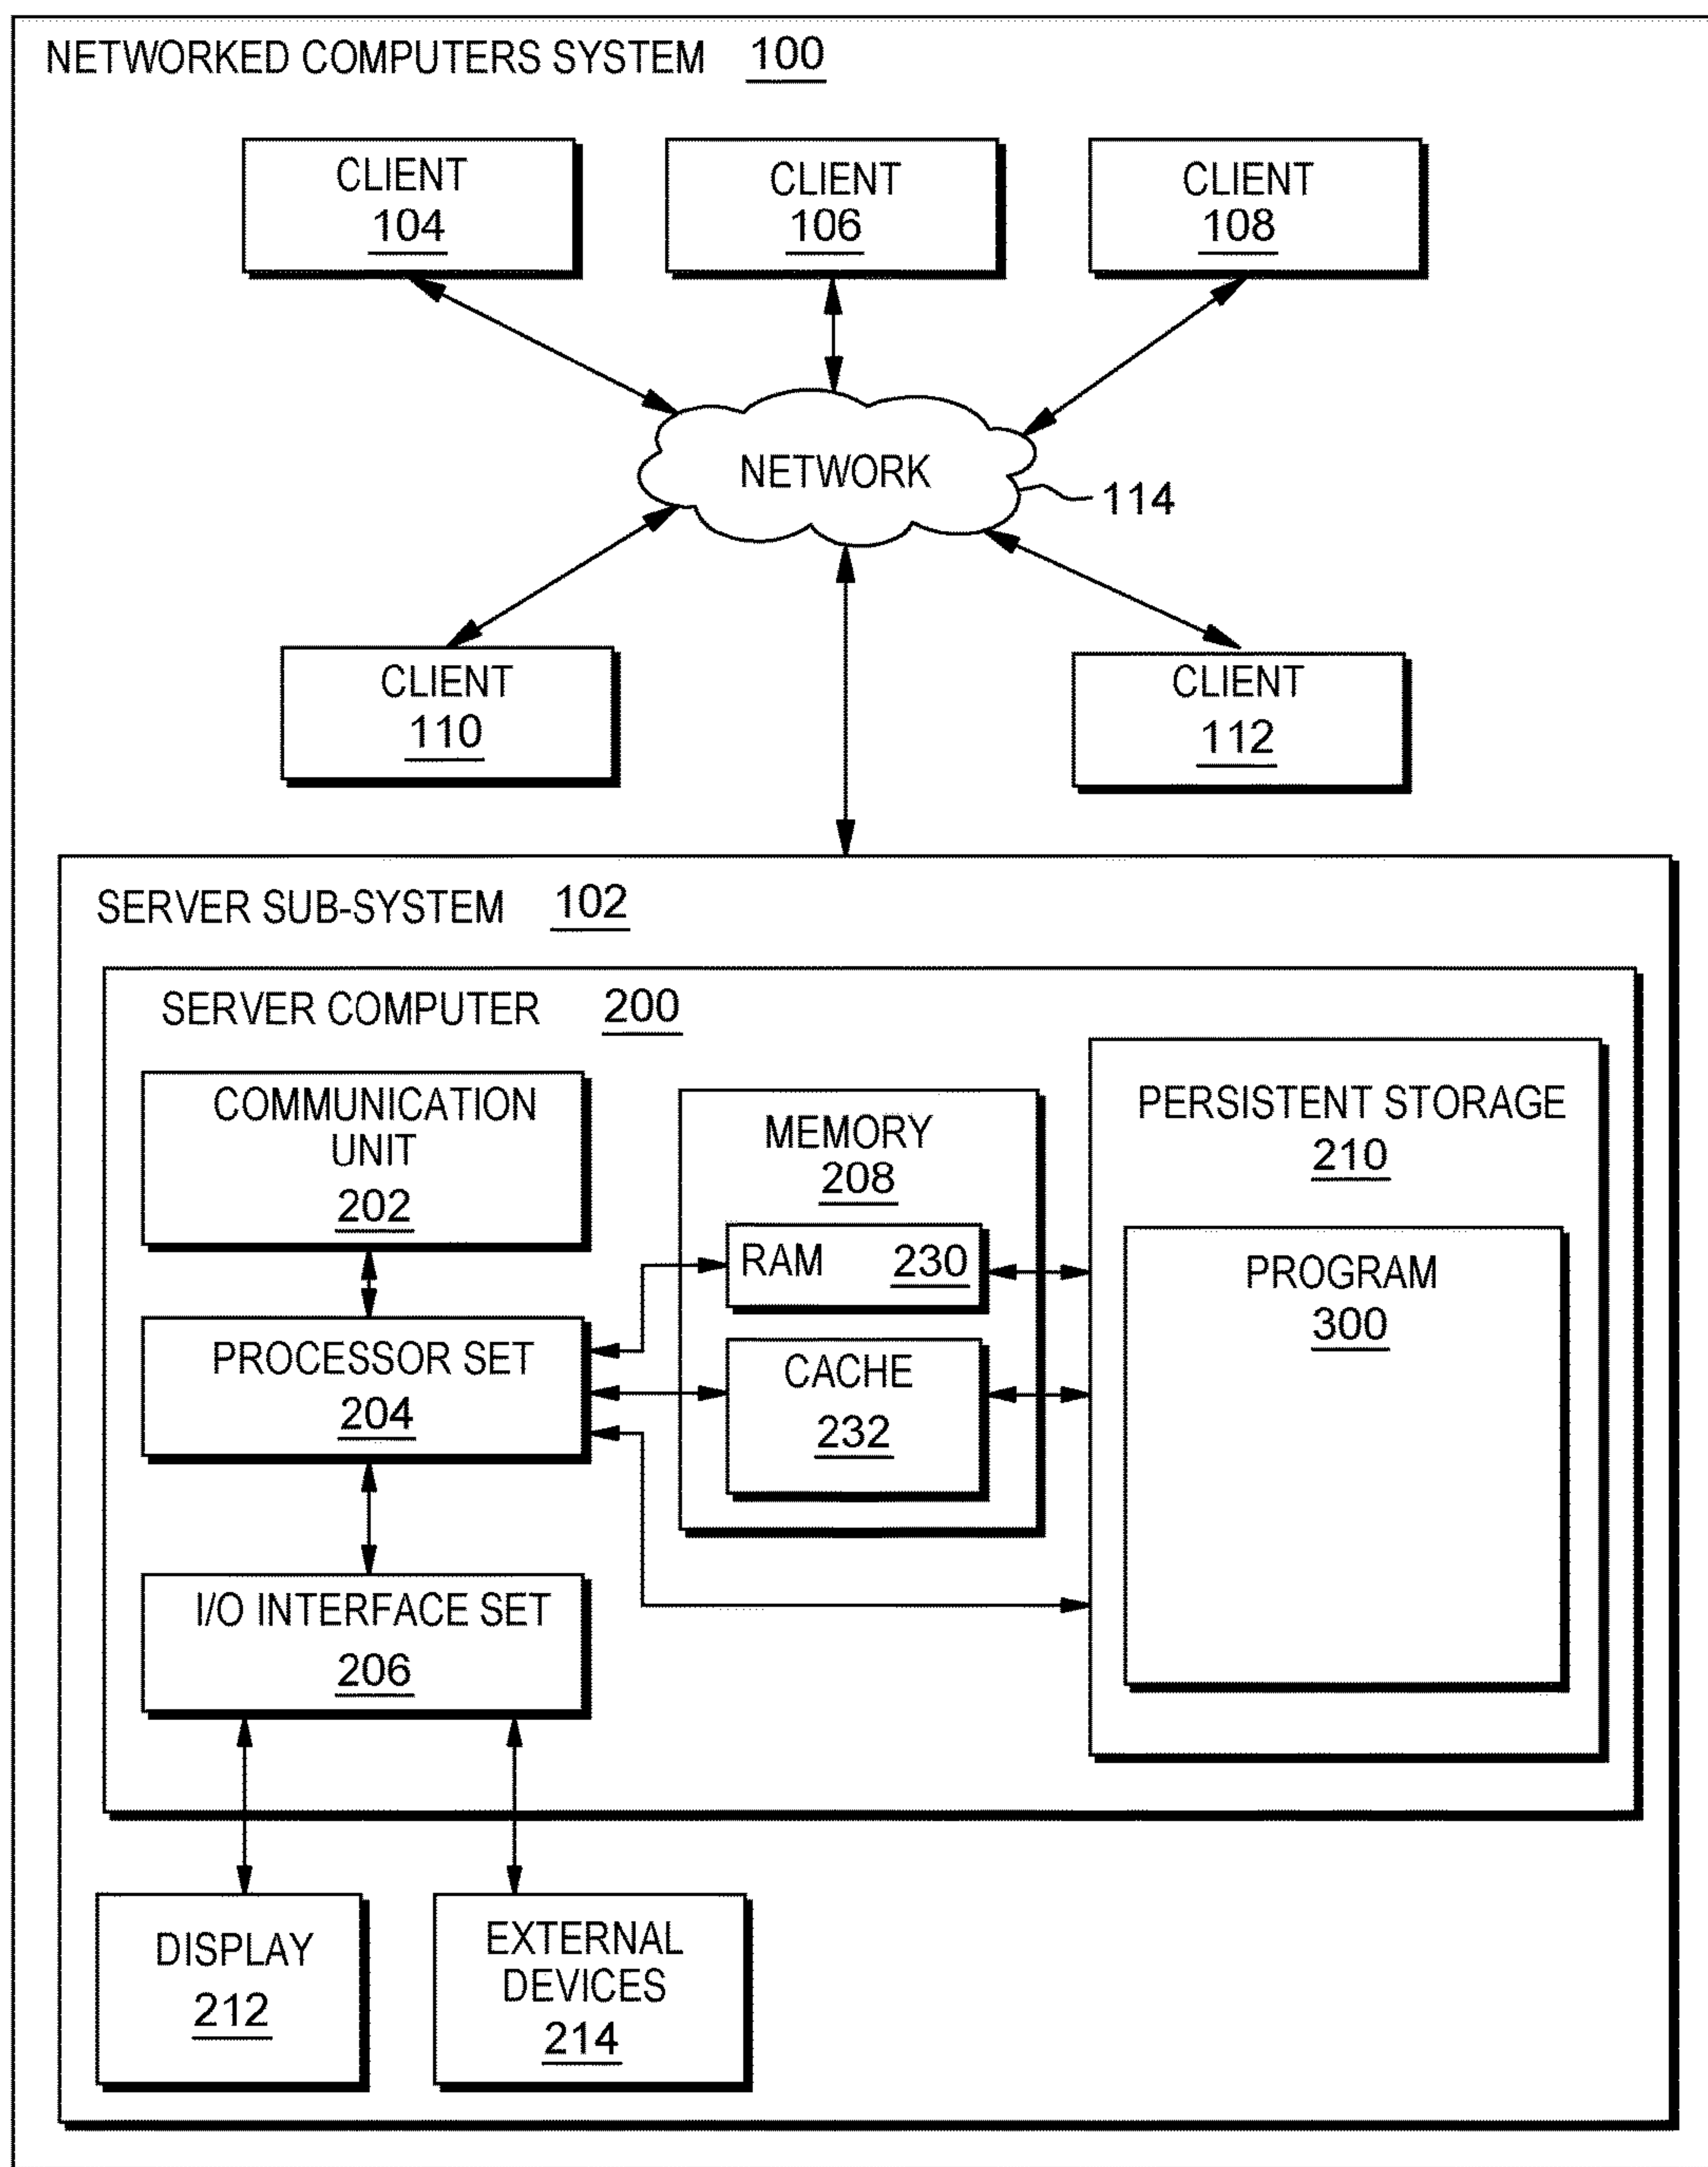 NETWORKED COMPUTERS SYSTEM 100
CLIENT
104
CLIENT
106
CLIENT
108
NETWORK
114
CLIENT
110
CLIENT
112
SERVER SUB-SYSTEM 102
SERVER COMPUTER 200
COMMUNICATION
UNIT
202
PROCESSOR SET
204
I/O INTERFACE SET
206
MEMORY
208
RAM 230
CACHE
232
PERSISTENT STORAGE
210
PROGRAM
300
DISPLAY
212
EXTERNAL
DEVICES
214